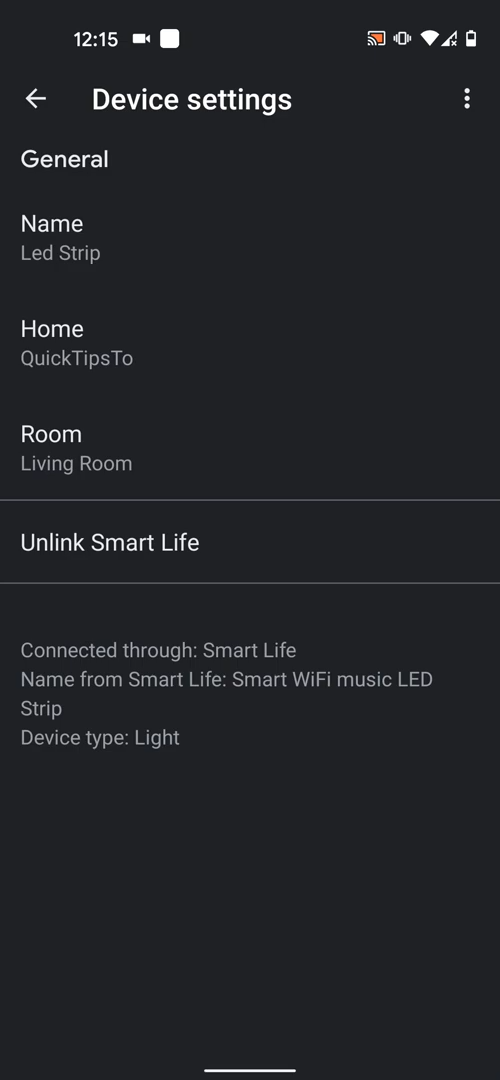 12:15
Device settings
General
Name
Led Strip
Home
QuickTipsTo
Room
Living Room
Unlink Smart Life
Connected through: Smart Life
Name from Smart Life: Smart WiFi music LED
Strip
Device type: Light